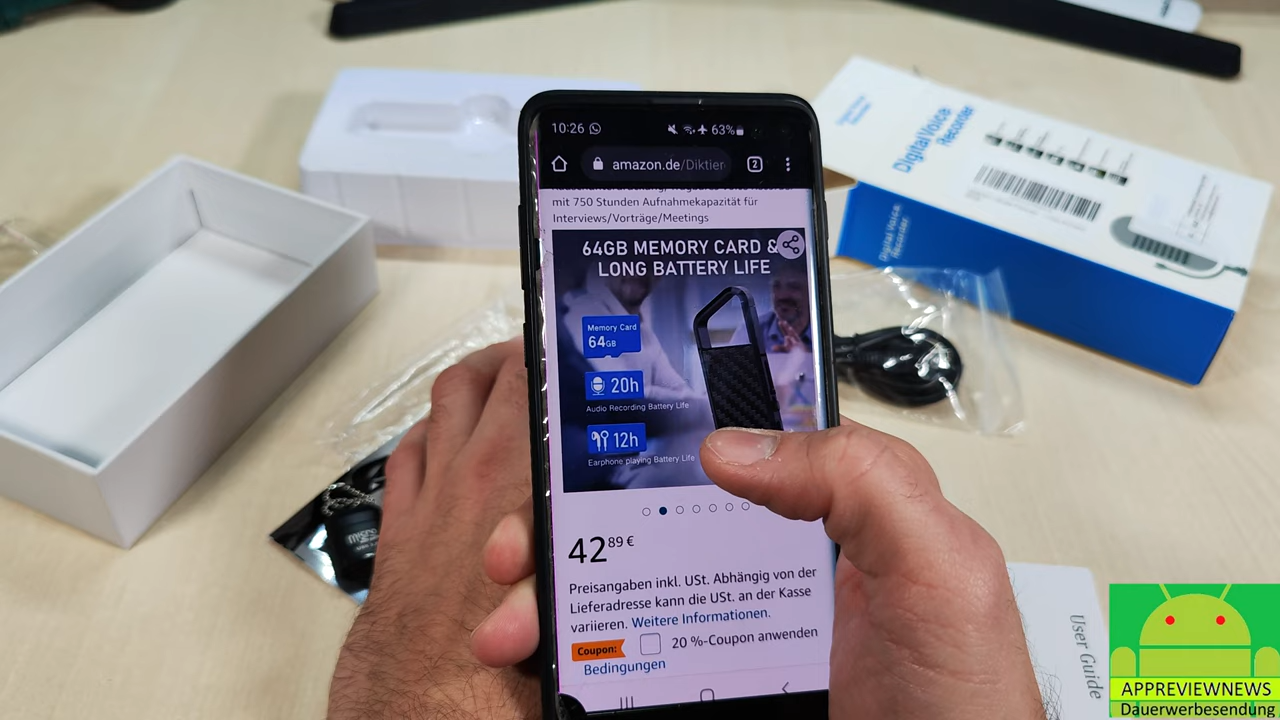 10:26
63%
amazon.de/Diktier
2
mit 750 Stunden Aufnahmekapazität für
Interviews/Vorträge/Meetings
64GB MEMORY CARD &
LONG BATTERY LIFE
Memory Card
64GB
20h
Audio Recording Battery Life
12h
Earphone playing Battery Life
42 89 €
Preisangaben inkl. USt. Abhängig von der
Lieferadresse kann die USt. an der Kasse
variieren. Weitere Informationen.
Coupon:
20 %-Coupon anwenden
Bedingungen
Digital Voice
Recorder
Digital Voice
Recorder
User Guide
APPREVIEWNEWS
Dauerwerbesendung